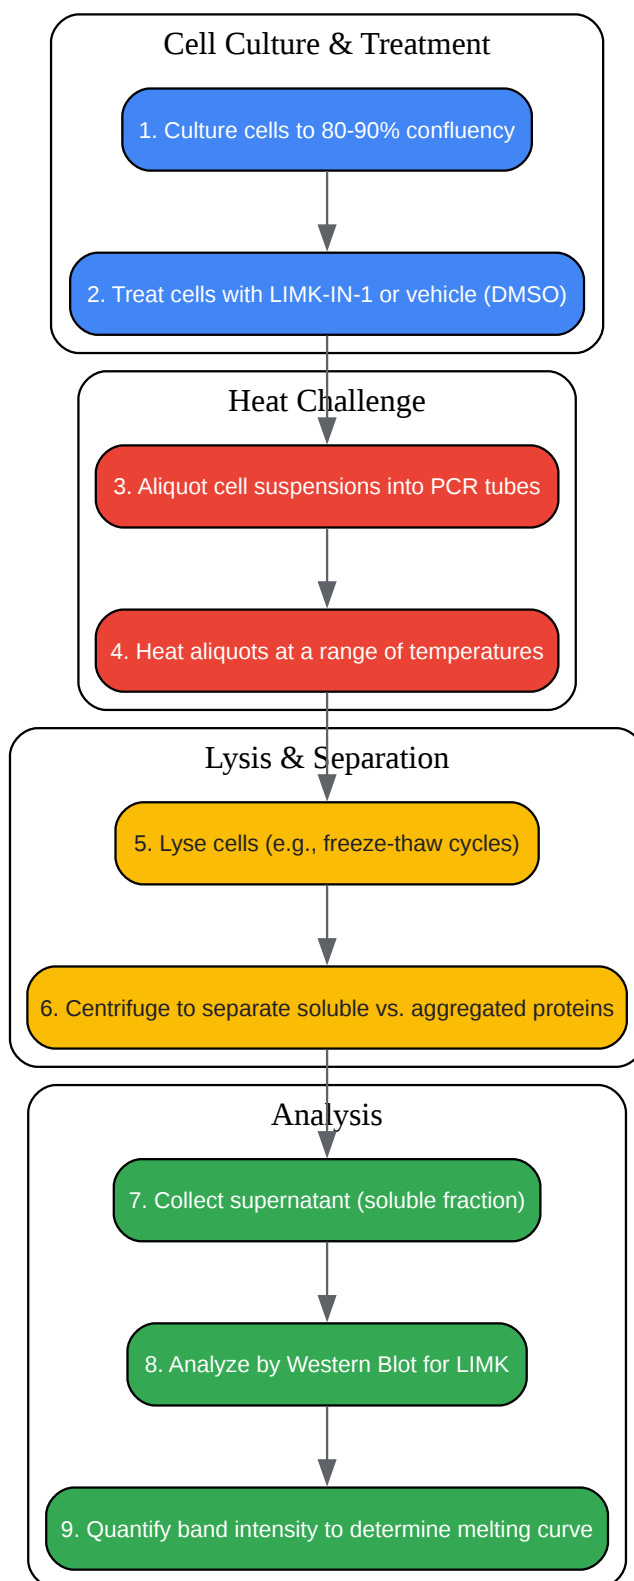 Cell Culture & Treatment
1. Culture cells to 80-90% confluency
2. Treat cells with LIMK-IN-1 or vehicle (DMSO)
Heat Challenge
3. Aliquot cell suspensions into PCR tubes
4. Heat aliquots at a range of temperatures
Lysis & Separation
5. Lyse cells (e.g., freeze-thaw cycles)
6. Centrifuge to separate soluble vs. aggregated proteins
Analysis
7. Collect supernatant (soluble fraction)
8. Analyze by Western Blot for LIMK
9. Quantify band intensity to determine melting curve